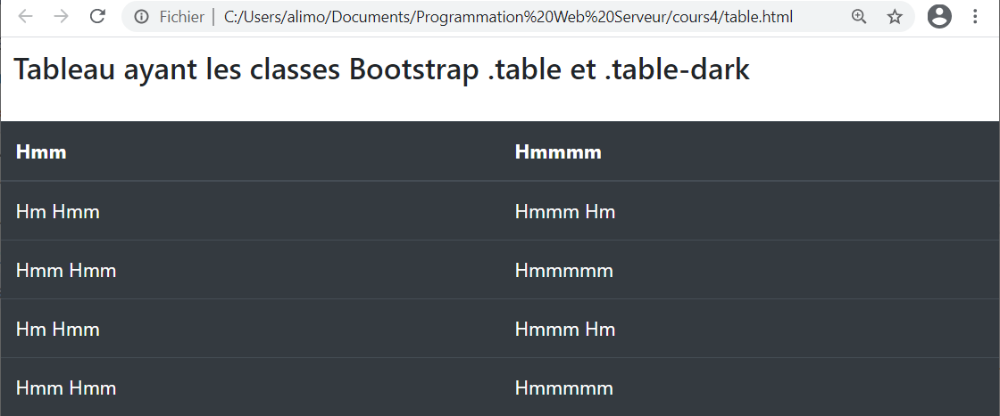 Fichier | C:/Users/alimo/Documents/Programmation%20Web%20Serveur/cours4/table.html
Tableau ayant les classes Bootstrap .table et .table-dark
Hmm Hmmmm
Hm Hmm Hmmm Hm
Hmm Hmm Hmmmmm
Hm Hmm Hmmm Hm
Hmm Hmm Hmmmmm